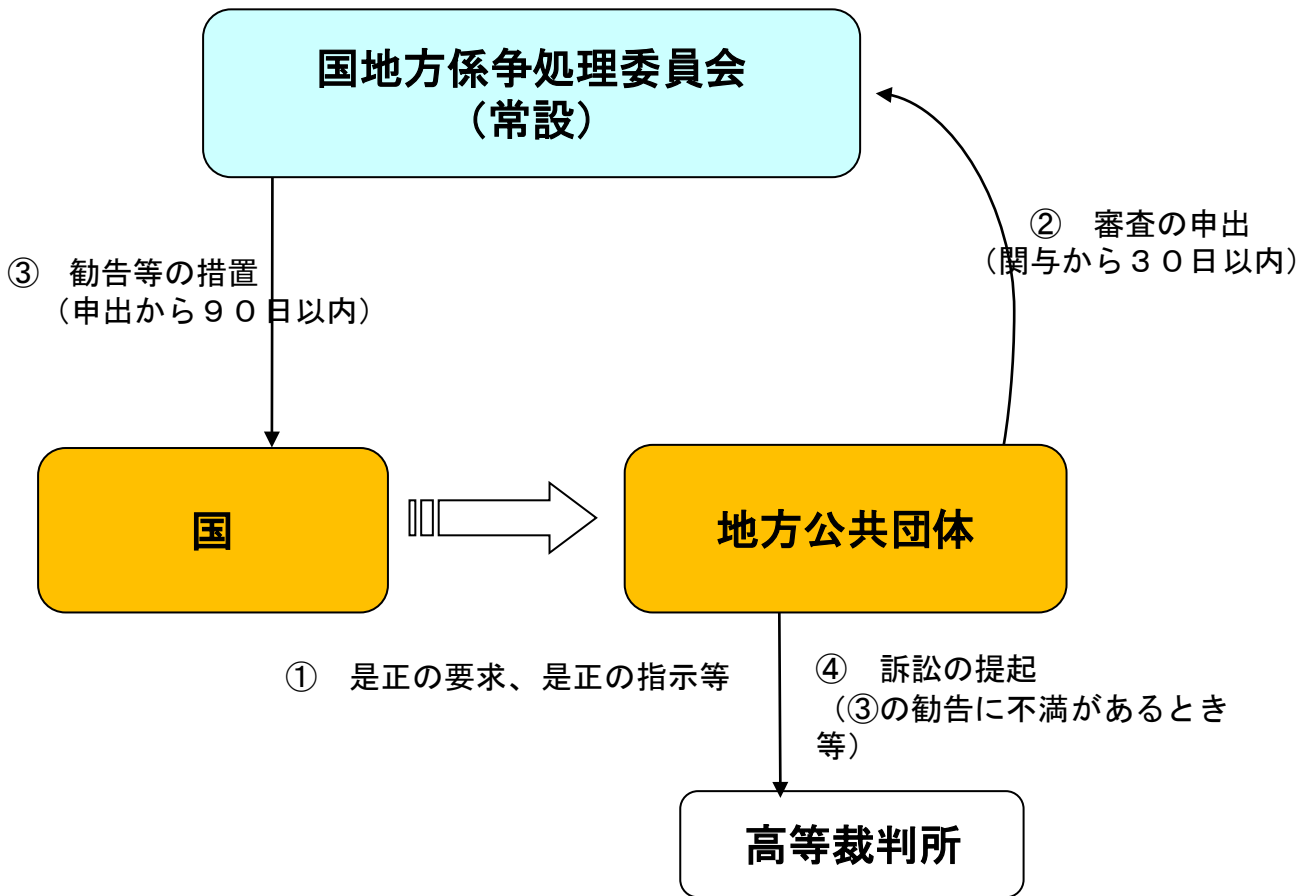 国地方係争処理委員会
（常設）
② 審査の申出
（関与から３０日以内）
③ 勧告等の措置
（申出から９０日以内）
国
地方公共団体
① 是正の要求、是正の指示等
④ 訴訟の提起
（③の勧告に不満があるとき
等）
高等裁判所